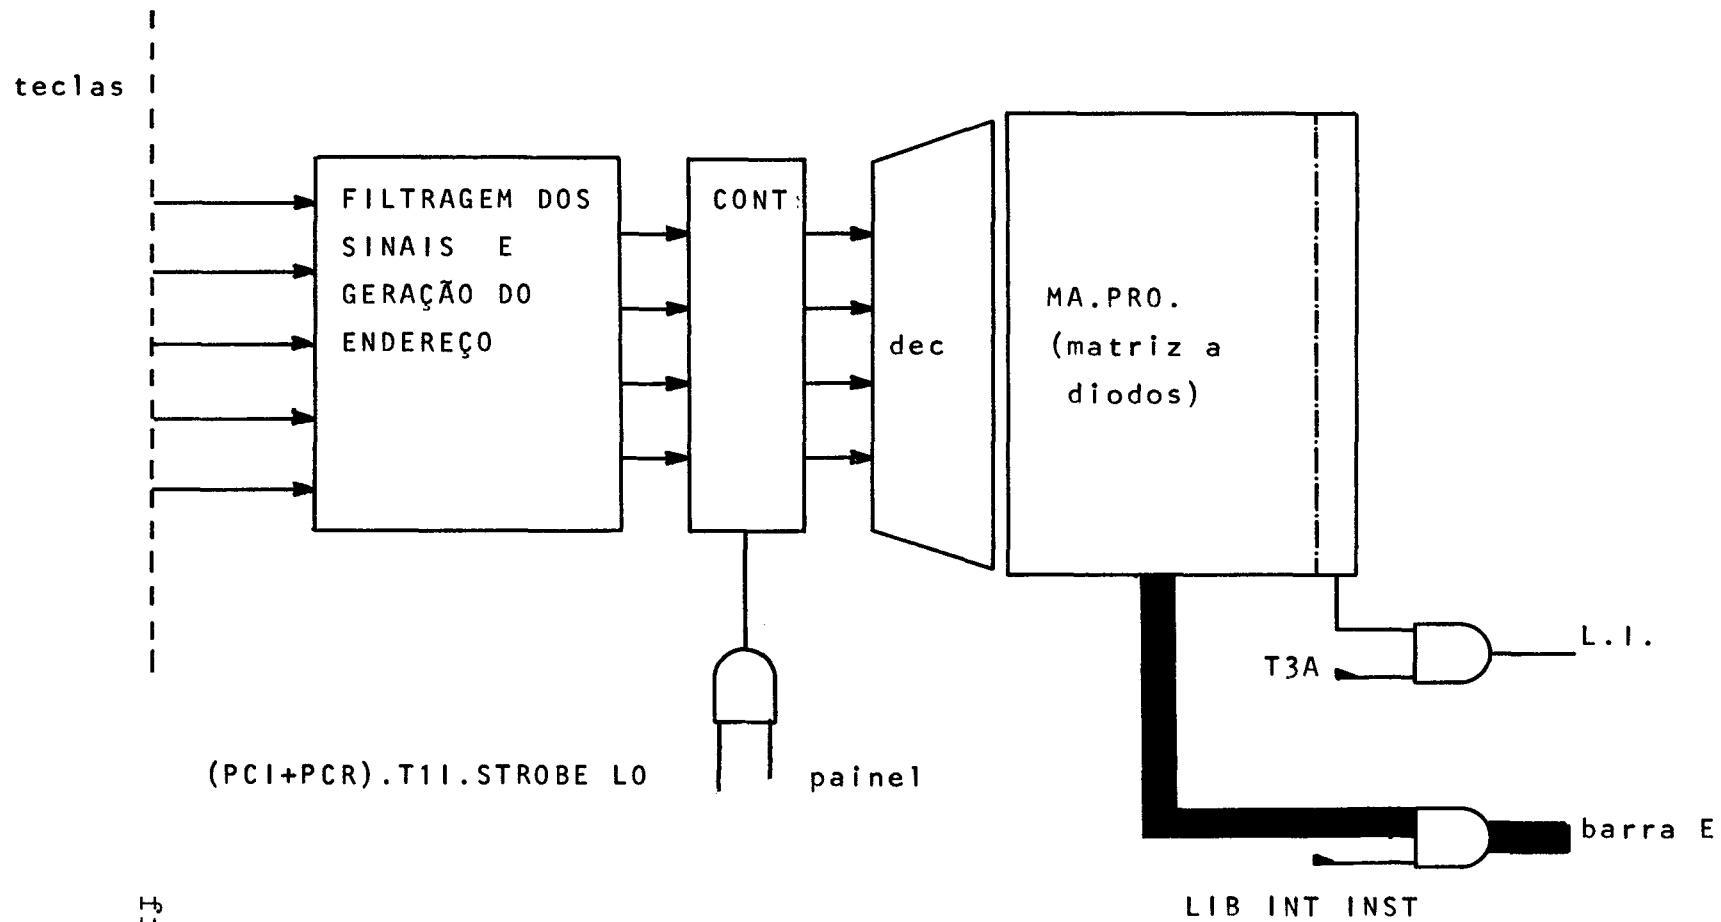 teclas
FILTRAGEM DOS
SINAIS E
GERAÇÃO DO
ENDEREÇO
CONT
dec
MA.PRO.
(matriz a
diodos)
L.I.
T3A
(PCI+PCR).T1I.STROBE LO
painel
barra E
LIB INT INST